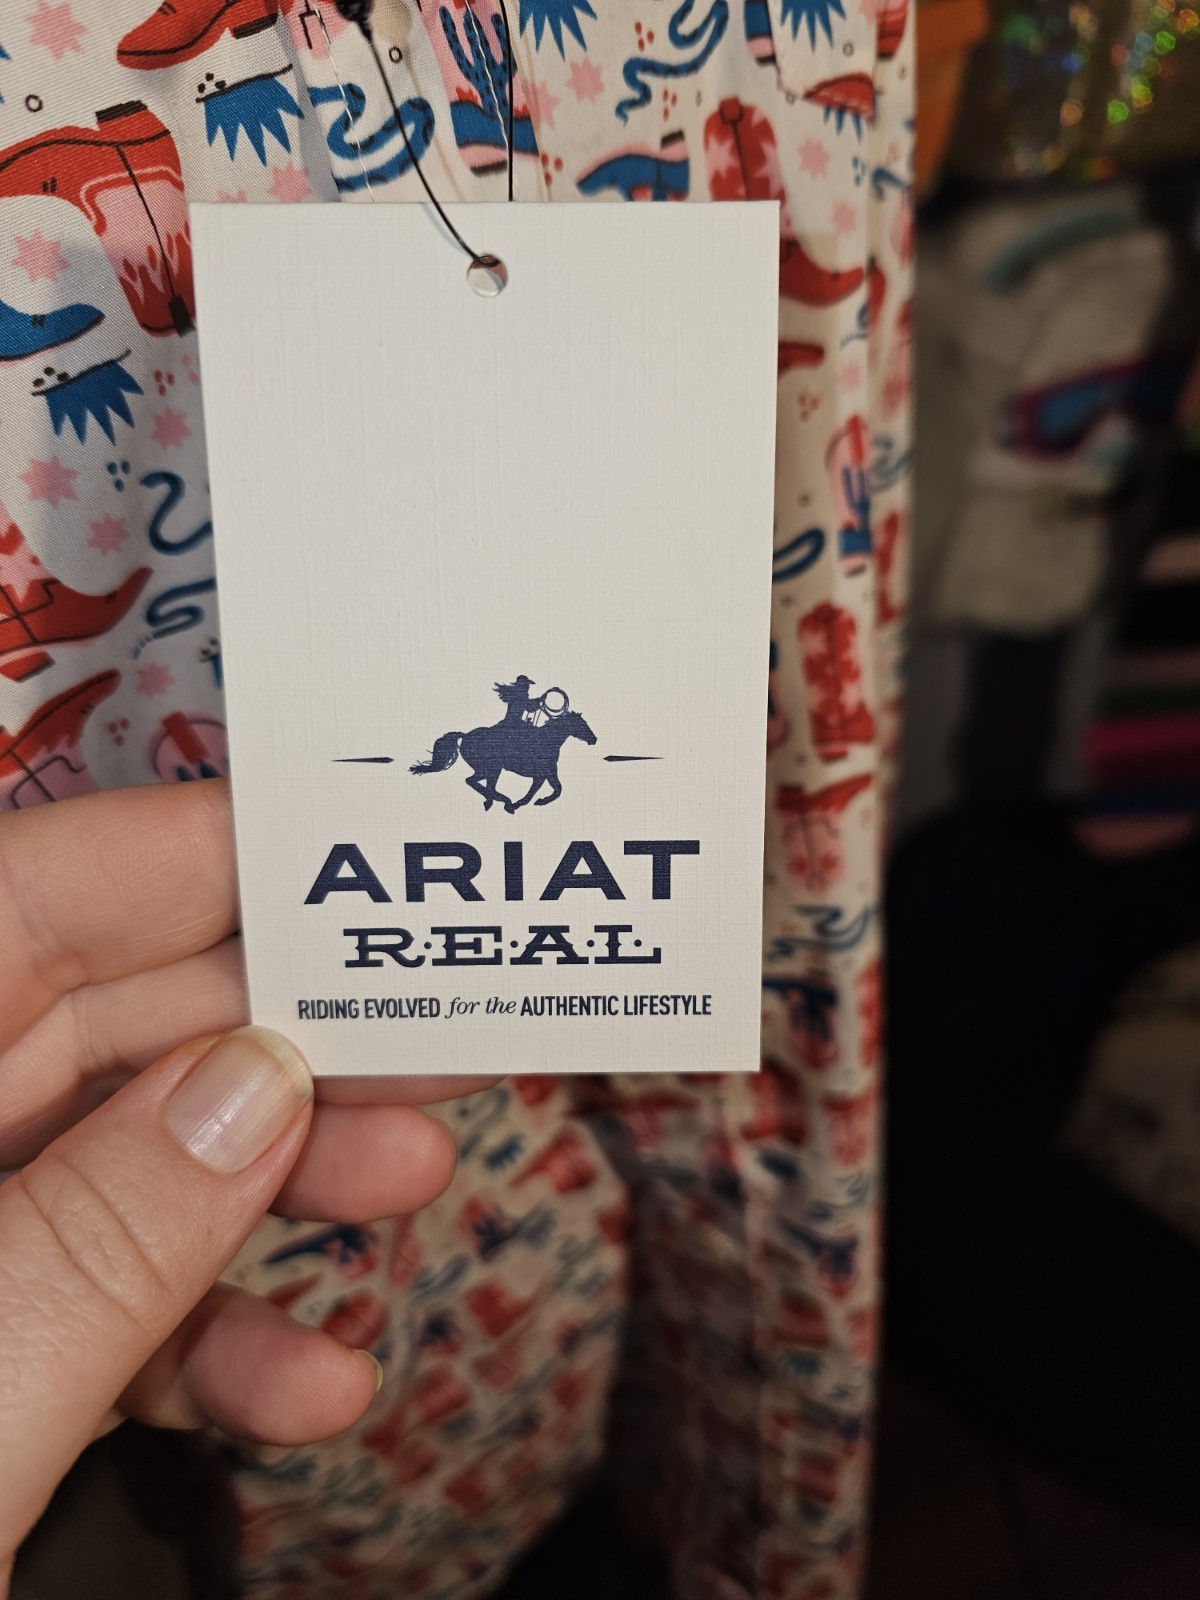 ARIAT
R·E·A·L
RIDING EVOLVED for the AUTHENTIC LIFESTYLE